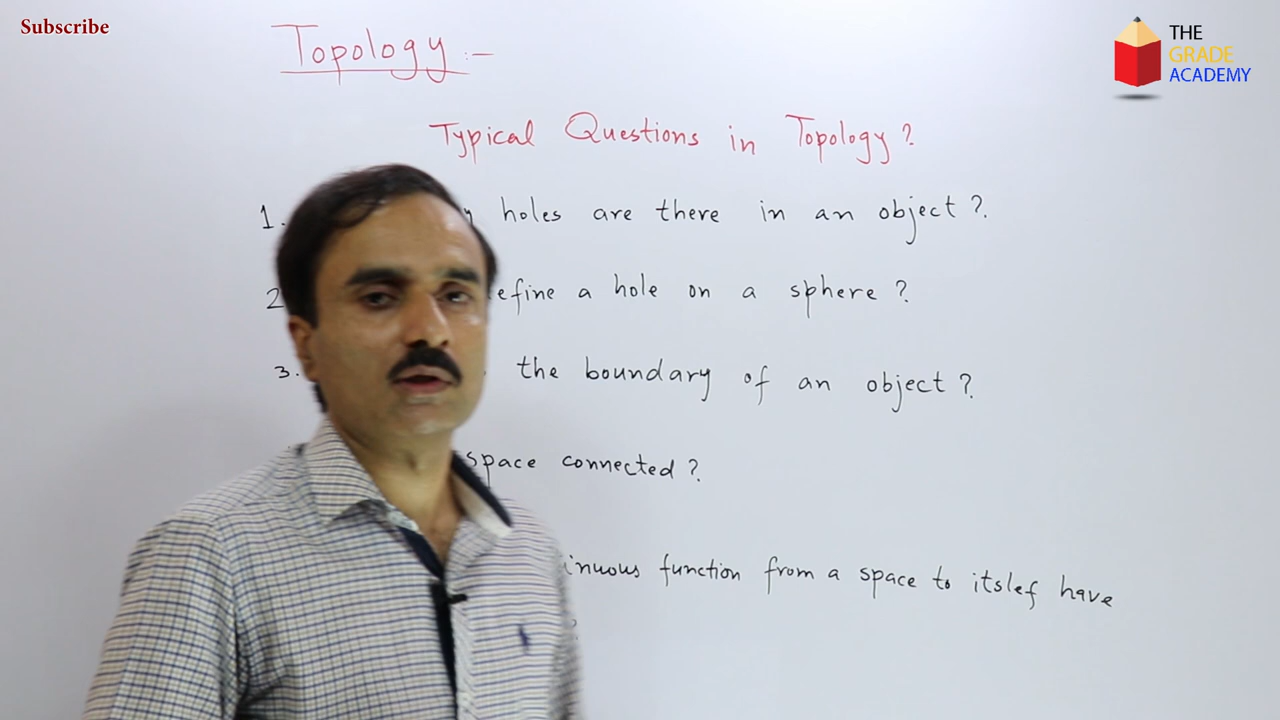 Subscribe
Topology :-
THE
GRADE
ACADEMY
Typical Questions in Topology ?
1. holes are there in an object ?
2 efine a hole on a sphere ?
3. the boundary of an object ?
space connected ?
inuous function from a space to itslef have
?